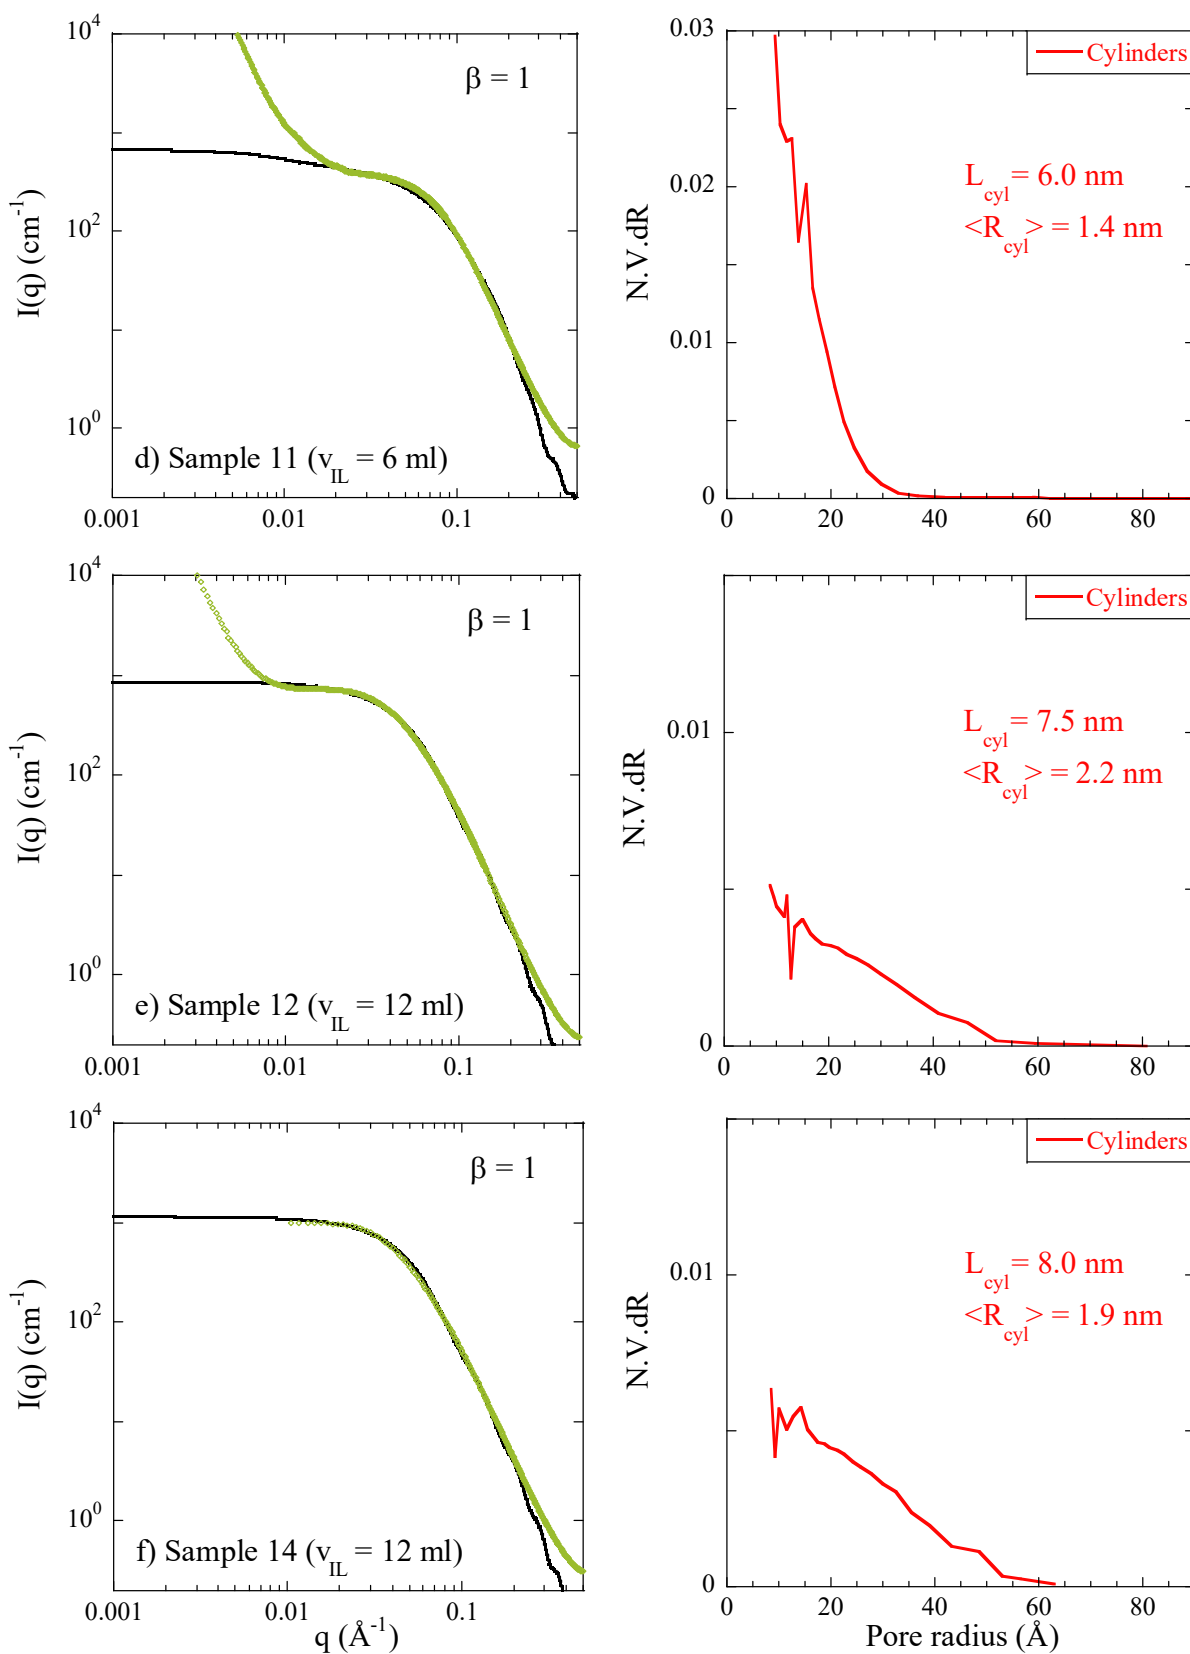 10^4
β = 1
10^2
10^0
I(q) (cm^-1)
d) Sample 11 (v_IL = 6 ml)
0.001
0.01
0.1
0.03
Cylinders
0.02
L_cyl = 6.0 nm
<R_cyl> = 1.4 nm
N.V.dR
0.01
0
0
20
40
60
80
10^4
β = 1
10^2
10^0
I(q) (cm^-1)
e) Sample 12 (v_IL = 12 ml)
0.001
0.01
0.1
Cylinders
0.01
L_cyl = 7.5 nm
<R_cyl> = 2.2 nm
N.V.dR
0
0
20
40
60
80
10^4
β = 1
10^2
10^0
I(q) (cm^-1)
f) Sample 14 (v_IL = 12 ml)
0.001
0.01
0.1
q (Å^-1)
Cylinders
0.01
L_cyl = 8.0 nm
<R_cyl> = 1.9 nm
N.V.dR
0
0
20
40
60
80
Pore radius (Å)